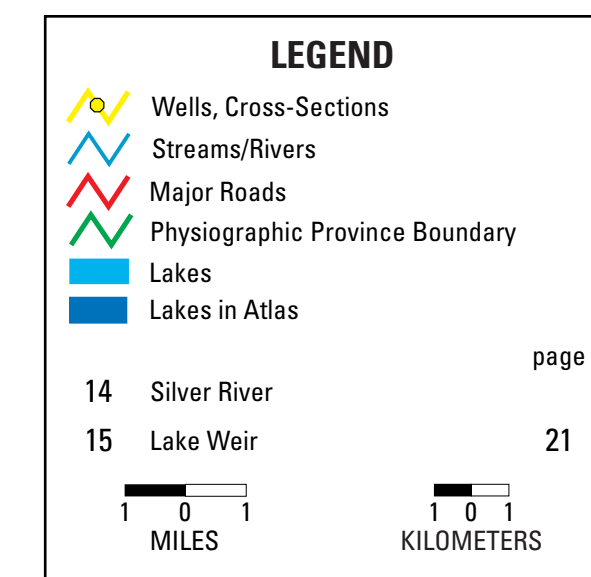 LEGEND
Wells, Cross-Sections
Streams/Rivers
Major Roads
Physiographic Province Boundary
Lakes
Lakes in Atlas
page
14 Silver River
15 Lake Weir 21
1 0 1 1 0 1
MILES KILOMETERS